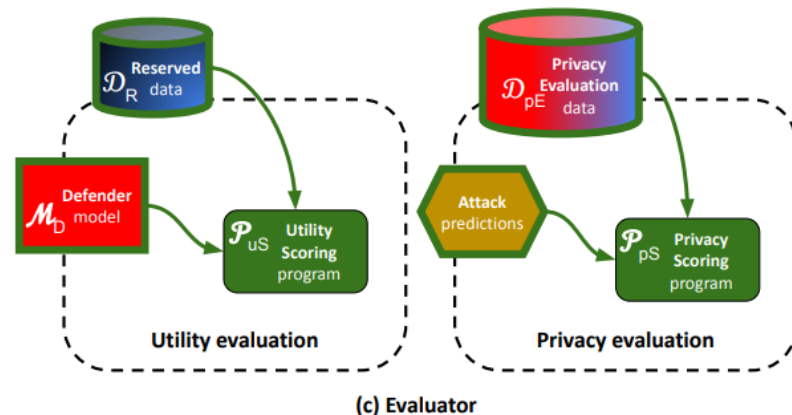 𝒟R Reserved
data
𝓜D Defender
model
𝒫uS Utility
Scoring
program
Utility evaluation
𝒟pE Privacy
Evaluation
data
Attack
predictions
𝒫pS Privacy
Scoring
program
Privacy evaluation
(c) Evaluator